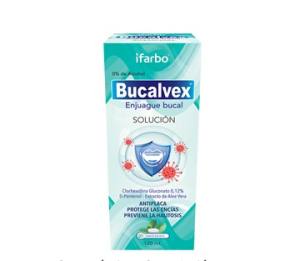 ifarbo
0% de Alcohol
Bucalvex
Enjuague bucal
SOLUCIÓN
Clorhexidina Gluconato 0,12%
D-Pantenol - Extracto de Aloe Vera
ANTIPLACA
PROTEGE LAS ENCÍAS
PREVIENE LA HALITOSIS
120 mL